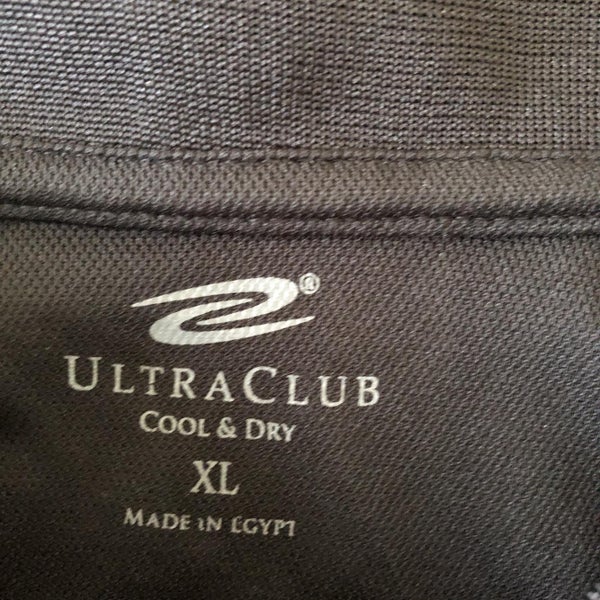 ®
ULTRACLUB
COOL & DRY
XL
MADE IN EGYPT